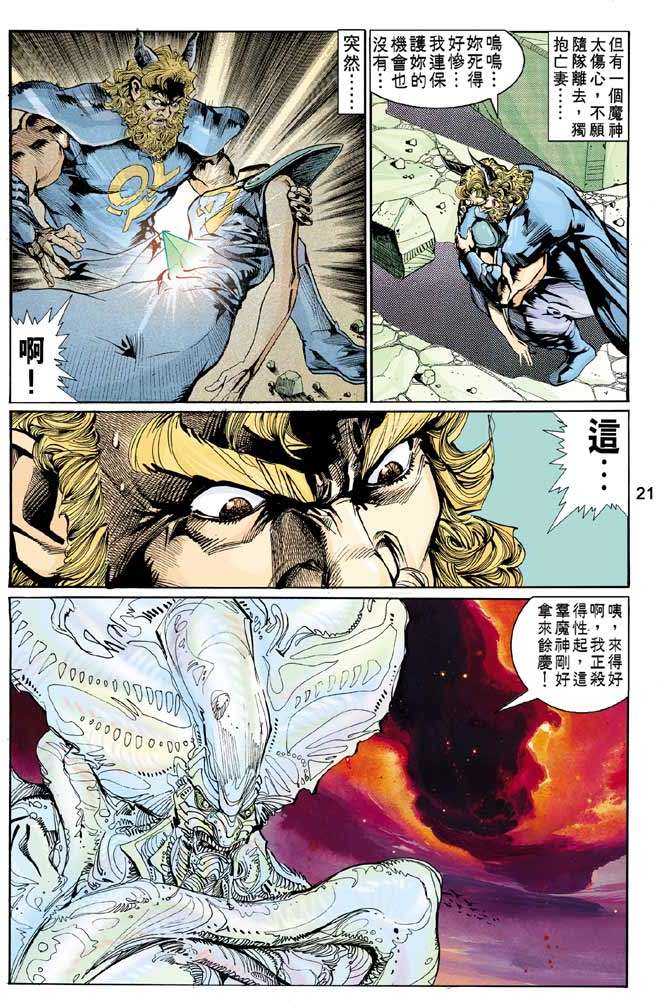 但有一個魔神
太傷心，不願
隨隊離去，獨
抱亡妻……
嗚嗚…
妳死得
好慘…
我連保
護妳的
機會也
沒有…
突然……
啊！
這…
21
咦，來得好
啊，我正殺
得性起，這
羣魔神剛好
拿來餘慶！